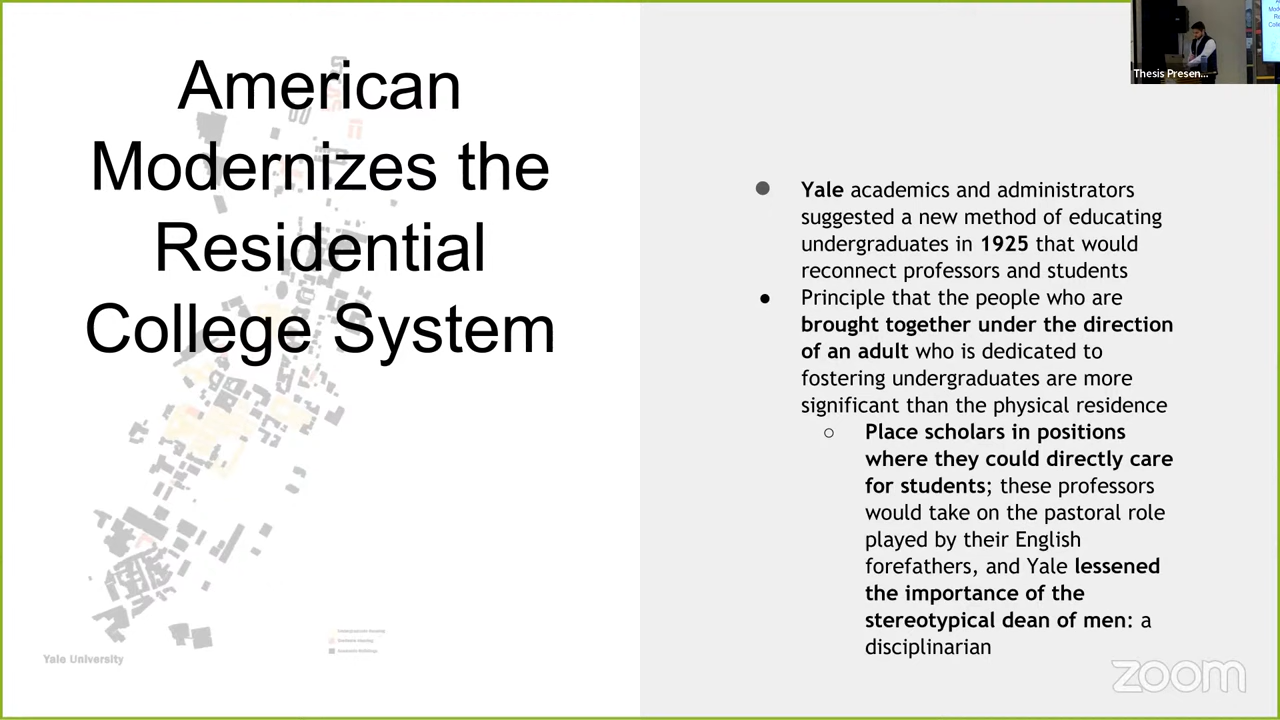 American
Modernizes the
Residential
College System
Yale University
Thesis Presen...
● Yale academics and administrators
suggested a new method of educating
undergraduates in 1925 that would
reconnect professors and students
● Principle that the people who are
brought together under the direction
of an adult who is dedicated to
fostering undergraduates are more
significant than the physical residence
○ Place scholars in positions
where they could directly care
for students; these professors
would take on the pastoral role
played by their English
forefathers, and Yale lessened
the importance of the
stereotypical dean of men: a
disciplinarian
zoom